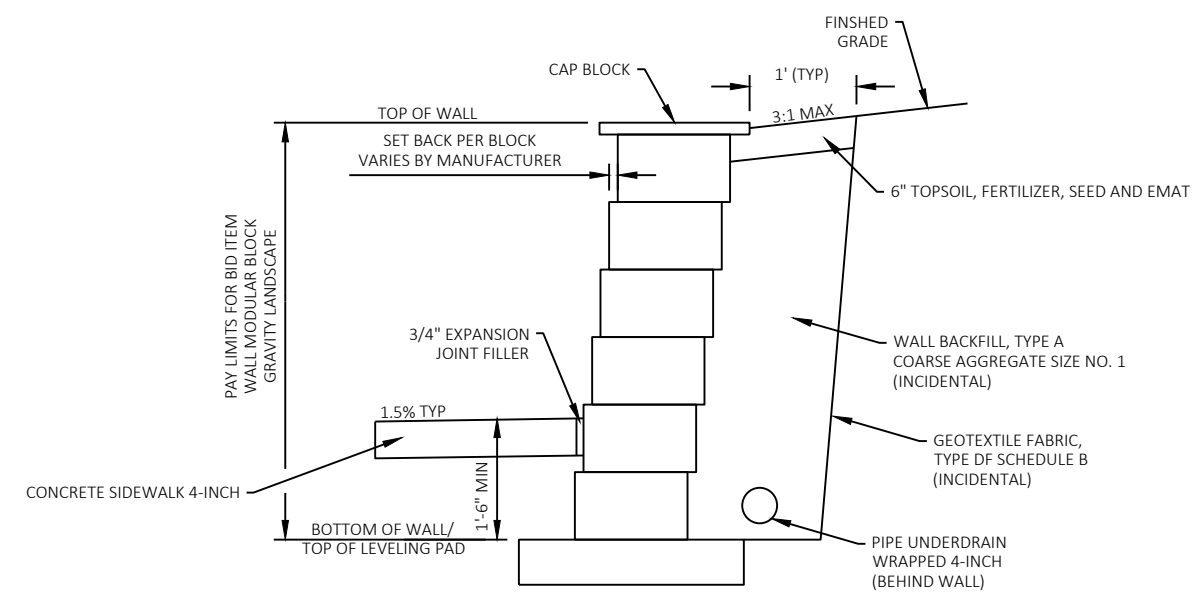 FINSHED
GRADE
CAP BLOCK
1' (TYP)
TOP OF WALL
3:1 MAX
SET BACK PER BLOCK
VARIES BY MANUFACTURER
6" TOPSOIL, FERTILIZER, SEED AND EMAT
PAY LIMITS FOR BID ITEM
WALL MODULAR BLOCK
GRAVITY LANDSCAPE
3/4" EXPANSION
JOINT FILLER
WALL BACKFILL, TYPE A
COARSE AGGREGATE SIZE NO. 1
(INCIDENTAL)
1.5% TYP
GEOTEXTILE FABRIC,
TYPE DF SCHEDULE B
(INCIDENTAL)
CONCRETE SIDEWALK 4-INCH
1'-6" MIN
BOTTOM OF WALL/
TOP OF LEVELING PAD
PIPE UNDERDRAIN
WRAPPED 4-INCH
(BEHIND WALL)